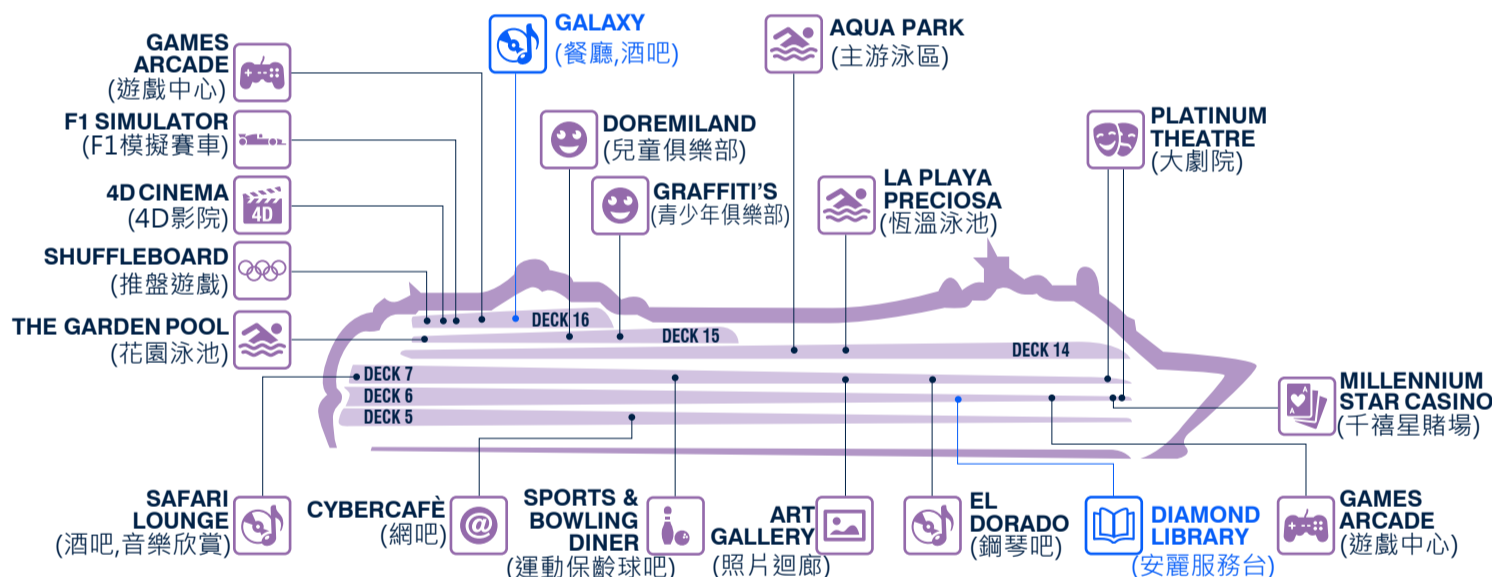 GAMES
ARCADE
(遊戲中心)
F1 SIMULATOR
(F1模擬賽車)
4D CINEMA
(4D影院)
4D
SHUFFLEBOARD
(推盤遊戲)
THE GARDEN POOL
(花園泳池)
GALAXY
(餐廳,酒吧)
DOREMILAND
(兒童俱樂部)
GRAFFITI'S
(青少年俱樂部)
AQUA PARK
(主游泳區)
LA PLAYA
PRECIOSA
(恆溫泳池)
PLATINUM
THEATRE
(大劇院)
DECK 16
DECK 15
DECK 14
DECK 7
DECK 6
DECK 5
A
A
MILLENNIUM
STAR CASINO
(千禧星賭場)
SAFARI
LOUNGE
(酒吧,音樂欣賞)
CYBERCAFÈ
(網吧)
@
SPORTS &
BOWLING
DINER
(運動保齡球吧)
ART
GALLERY
(照片迴廊)
EL
DORADO
(鋼琴吧)
DIAMOND
LIBRARY
(安麗服務台)
GAMES
ARCADE
(遊戲中心)